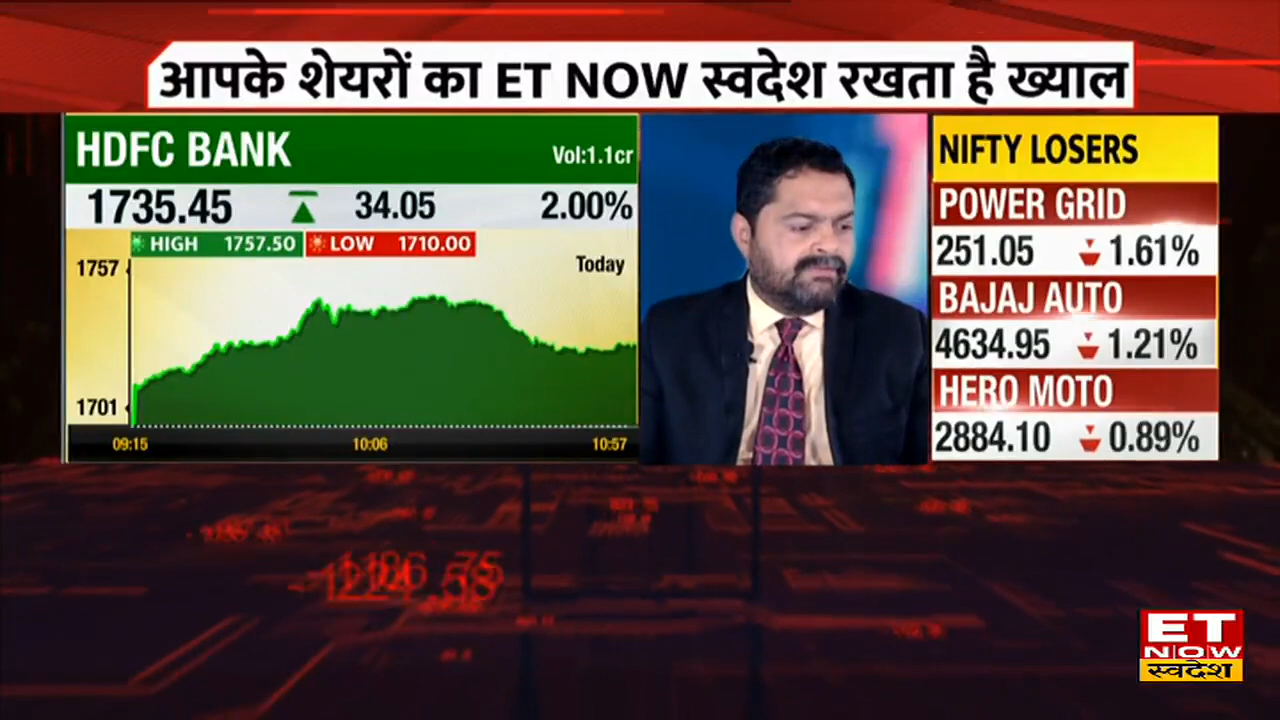 आपके शेयरों का ET NOW स्वदेश रखता है ख्याल
HDFC BANK
Vol:1.1cr
1735.45 34.05 2.00%
HIGH 1757.50 LOW 1710.00
1757
Today
1701
09:15 10:06 10:57
NIFTY LOSERS
POWER GRID
251.05 1.61%
BAJAJ AUTO
4634.95 1.21%
HERO MOTO
2884.10 0.89%
ET
NOW
स्वदेश